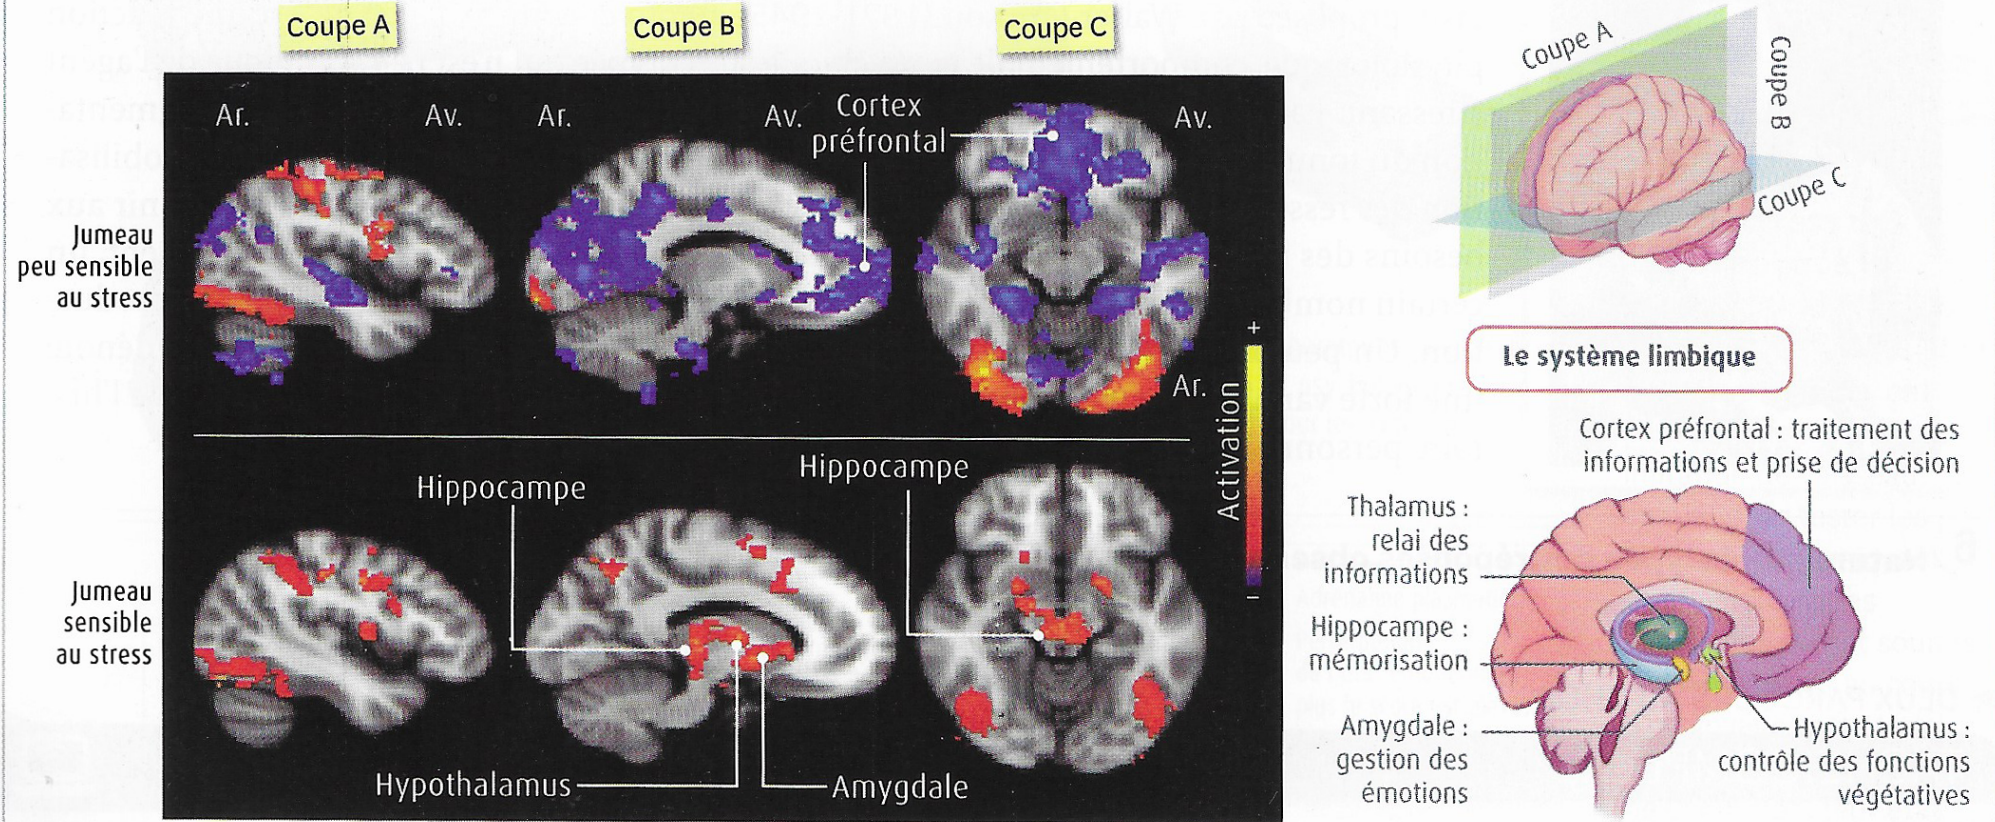 Coupe A
Coupe B
Coupe C
Ar.
Av.
Ar.
Av.
Cortex
préfrontal
Av.
Jumeau
peu sensible
au stress
Ar.
Hippocampe
Hippocampe
Jumeau
sensible
au stress
Hypothalamus
Amygdale
+
Activation
−
Coupe A
Coupe B
Coupe C
Le système limbique
Cortex préfrontal : traitement des
informations et prise de décision
Thalamus :
relai des
informations
Hippocampe :
mémorisation
Amygdale :
gestion des
émotions
Hypothalamus :
contrôle des fonctions
végétatives